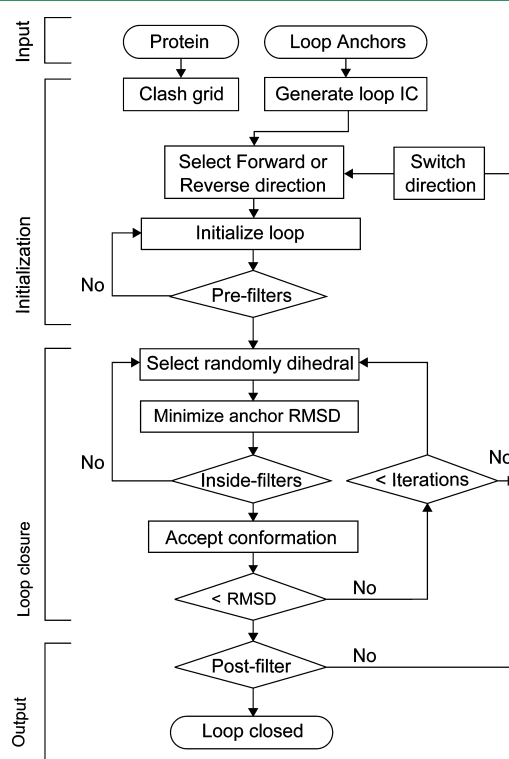 Input
Protein
Loop Anchors
Clash grid
Generate loop IC
Initialization
Select Forward or
Reverse direction
Switch
direction
Initialize loop
No
Pre-filters
Loop closure
Select randomly dihedral
Minimize anchor RMSD
No
Inside-filters
< Iterations
No
Accept conformation
< RMSD
No
Output
Post-filter
No
Loop closed